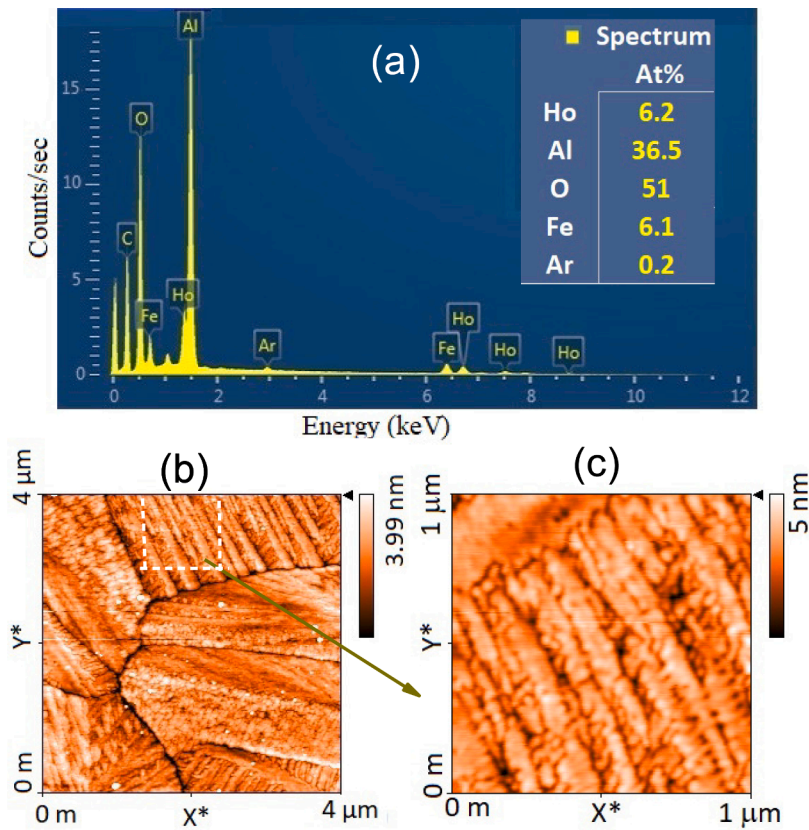 (a)
Spectrum
At%
Ho 6.2
Al 36.5
O 51
Fe 6.1
Ar 0.2
Al
O
C
Fe
Ho
Ar
Fe
Ho
Ho
Ho
Counts/sec
15
10
5
0
0 2 4 6 8 10 12
Energy (keV)
(b)
4 µm
3.99 nm
Y*
0 m
0 m
X*
4 µm
(c)
1 µm
5 nm
Y*
0 m
0 m
X*
1 µm